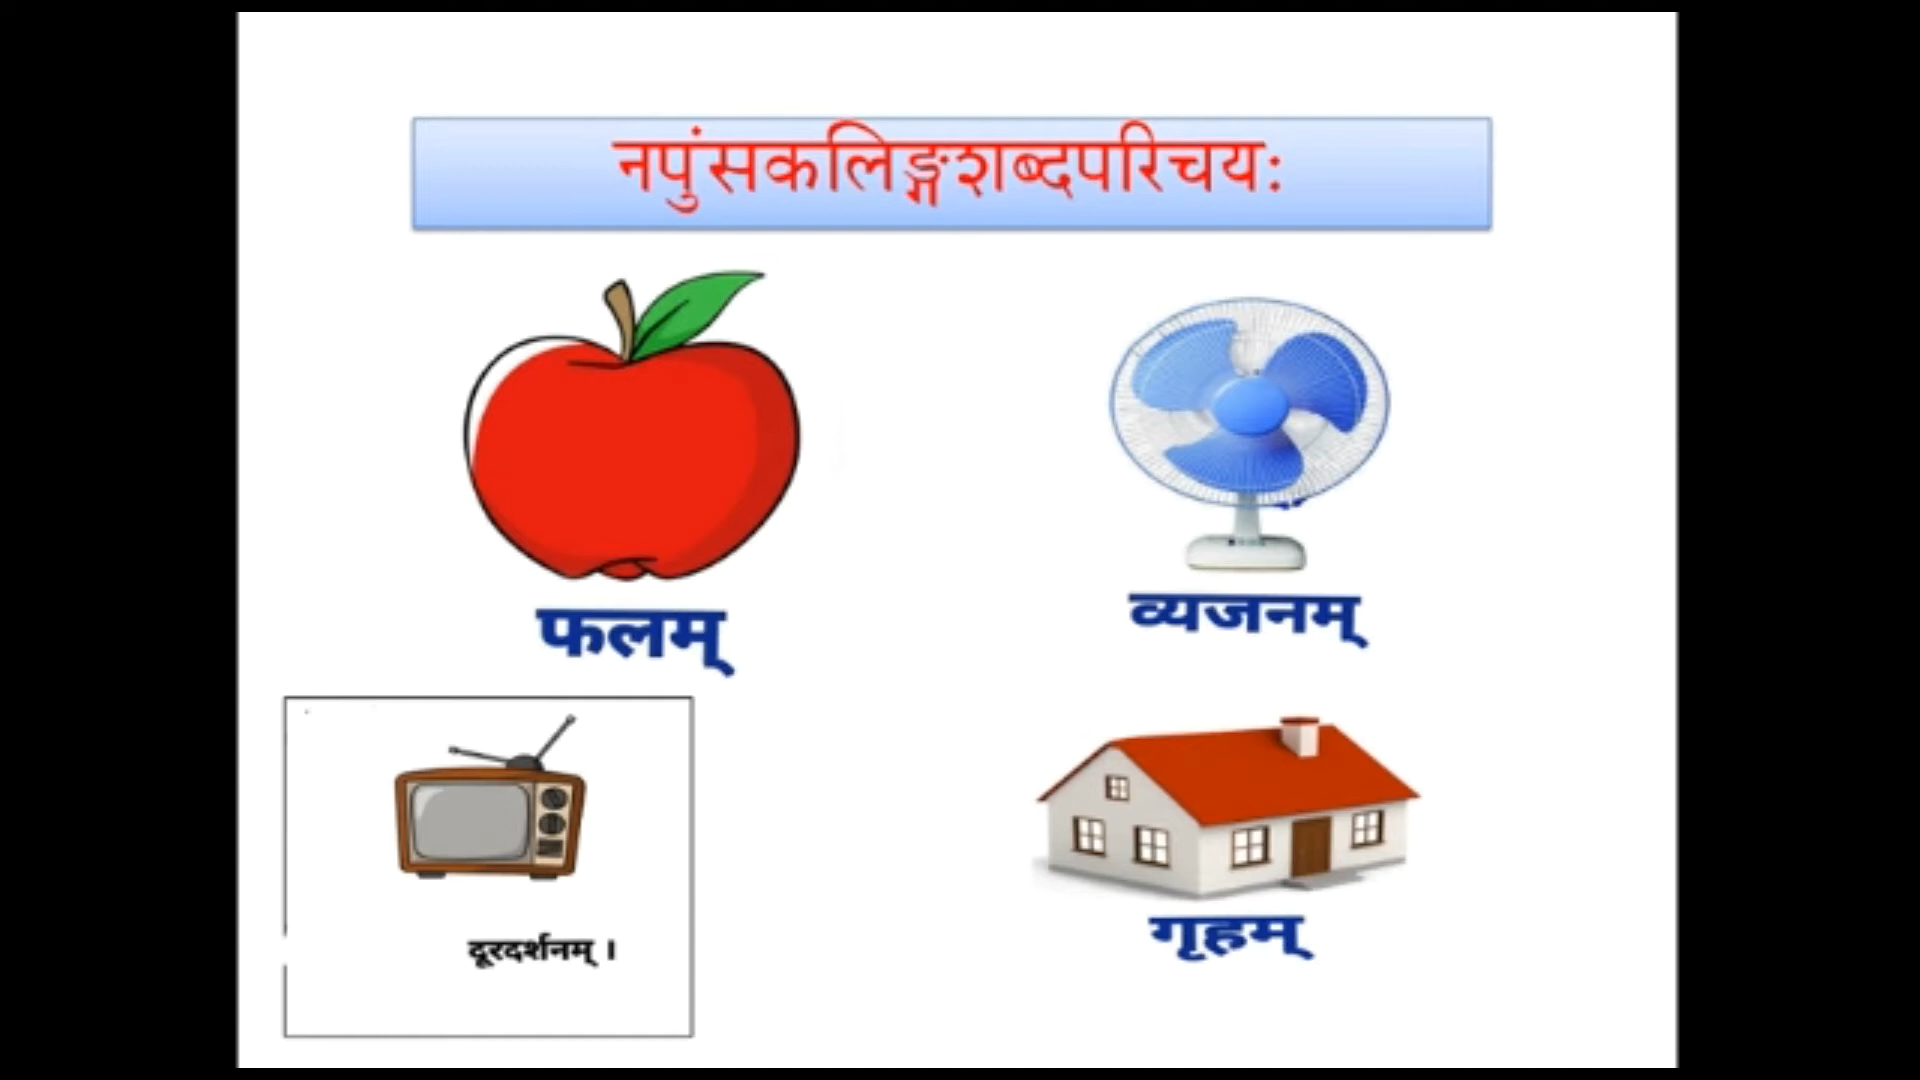 नपुंसकलिङ्गशब्दपरिचयः
फलम्
व्यजनम्
दूरदर्शनम् ।
गृहम्